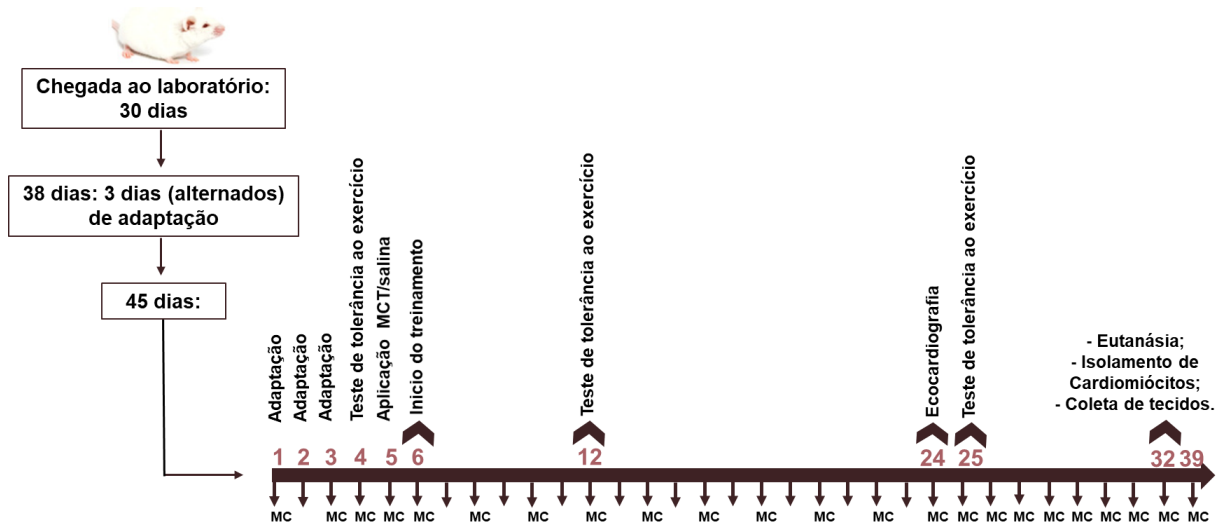 Chegada ao laboratório:
30 dias
38 dias: 3 dias (alternados)
de adaptação
45 dias:
Adaptação
Adaptação
Adaptação
Teste de tolerância ao exercício
Aplicação MCT/salina
Inicio do treinamento
Teste de tolerância ao exercício
Ecocardiografia
Teste de tolerância ao exercício
- Eutanásia;
- Isolamento de
Cardiomiócitos;
- Coleta de tecidos.
1 2 3 4 5 6 12 24 25 32 39
MC MC MC MC MC MC MC MC MC MC MC MC MC MC MC MC MC MC MC MC MC MC MC